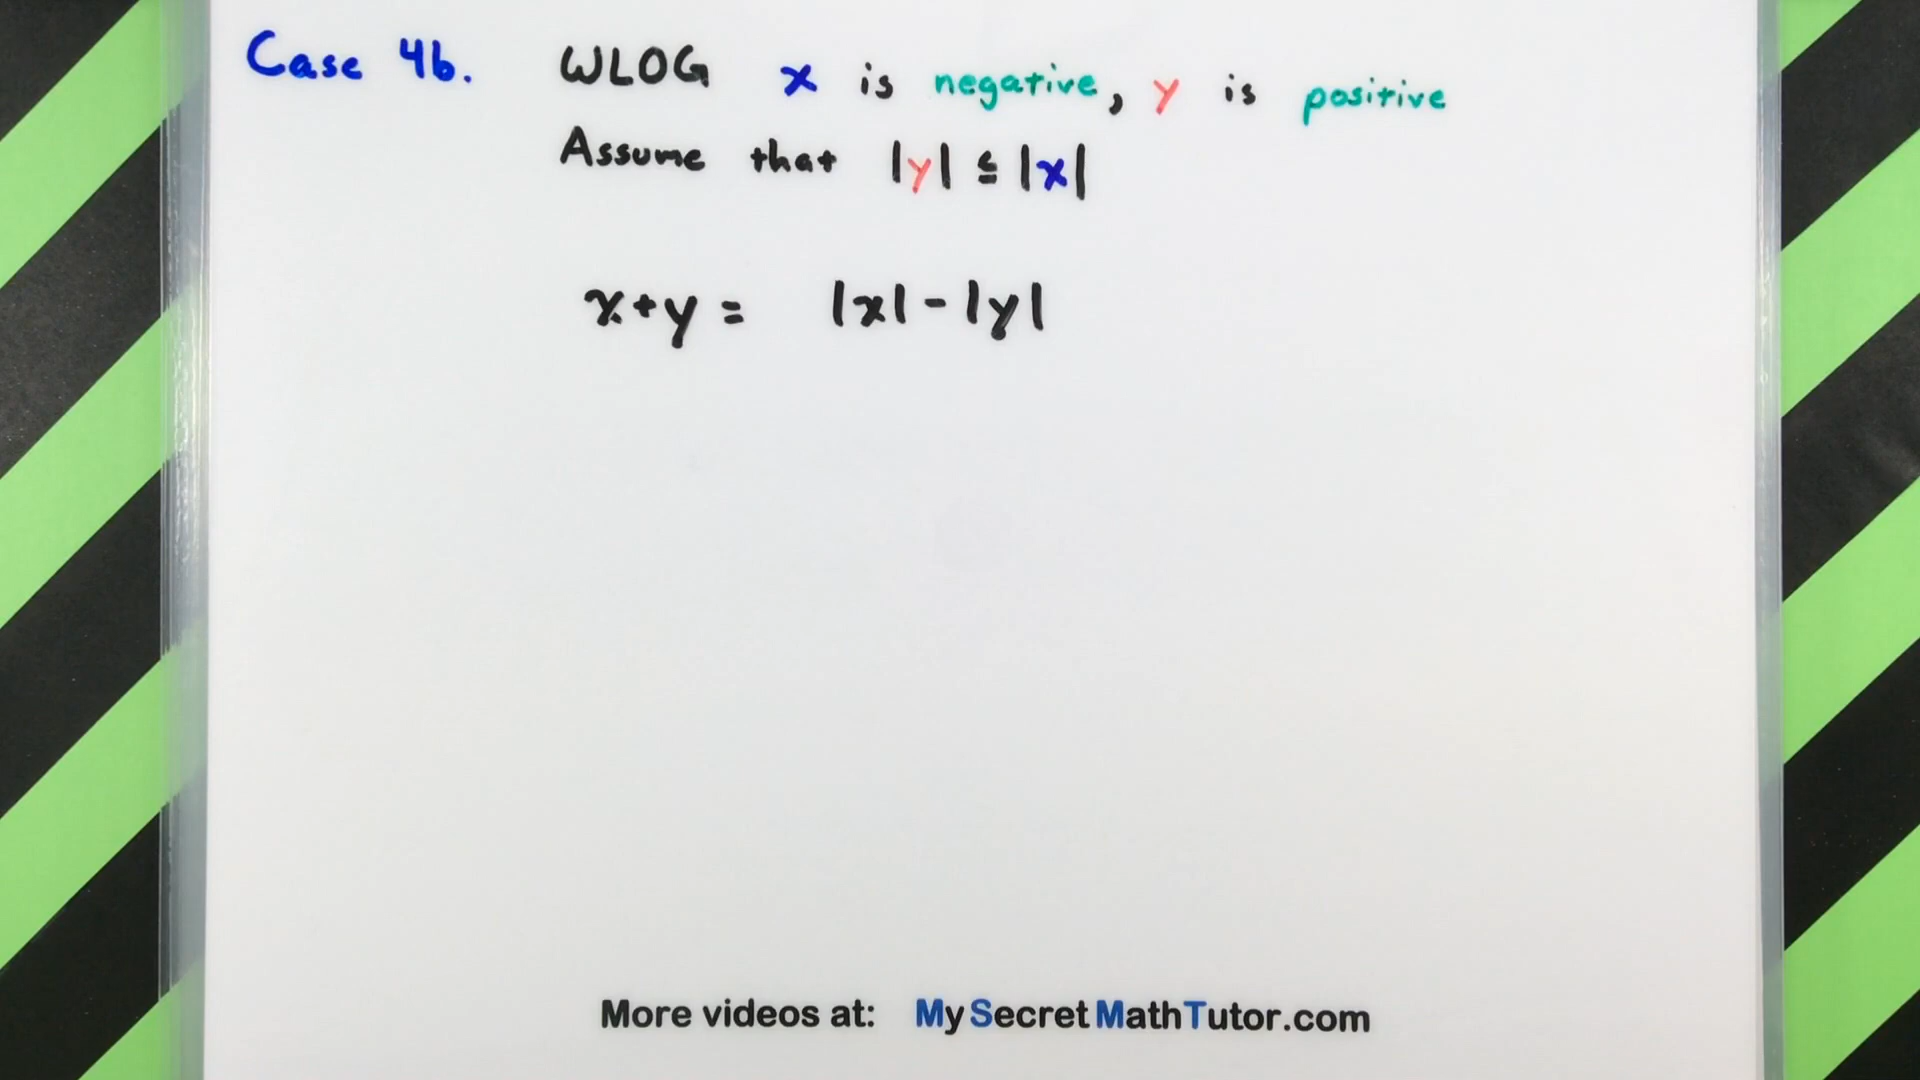 Case 4b. WLOG x is negative, y is positive
Assume that |y| ≤ |x|
x+y = |x| - |y|
More videos at: MySecretMathTutor.com